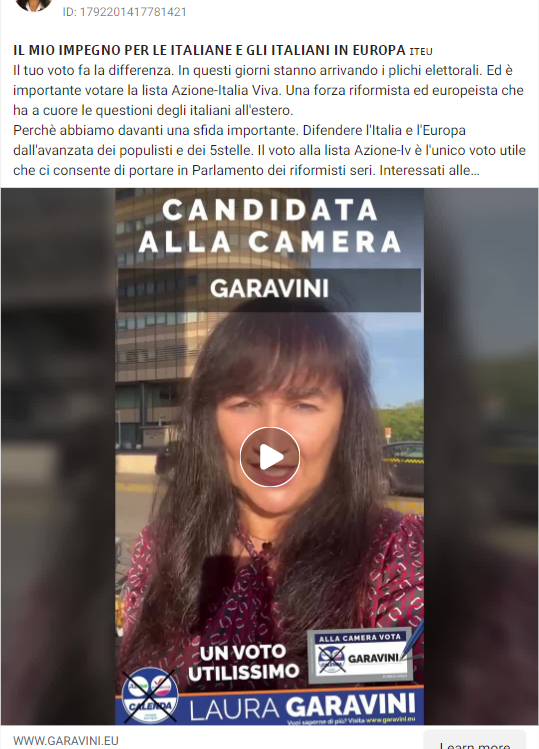 ID: 1792201417781421
IL MIO IMPEGNO PER LE ITALIANE E GLI ITALIANI IN EUROPA ITEU
Il tuo voto fa la differenza. In questi giorni stanno arrivando i plichi elettorali. Ed è
importante votare la lista Azione-Italia Viva. Una forza riformista ed europeista che
ha a cuore le questioni degli italiani all'estero.
Perchè abbiamo davanti una sfida importante. Difendere l'Italia e l'Europa
dall'avanzata dei populisti e dei 5stelle. Il voto alla lista Azione-Iv è l'unico voto utile
che ci consente di portare in Parlamento dei riformisti seri. Interessati alle...
CANDIDATA
ALLA CAMERA
GARAVINI
UN VOTO
UTILISSIMO
ALLA CAMERA VOTA
CALENDA
GARAVINI
CALENDA
LAURA GARAVINI
Vuoi saperne di più? Visita www.garavini.eu
WWW.GARAVINI.EU
Learn more